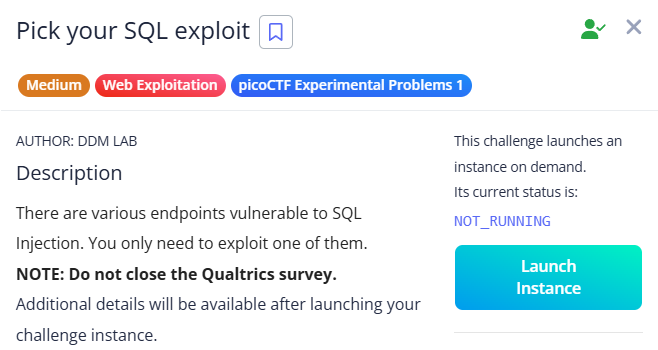 Pick your SQL exploit
Medium
Web Exploitation
picoCTF Experimental Problems 1
AUTHOR: DDM LAB
Description
There are various endpoints vulnerable to SQL
Injection. You only need to exploit one of them.
NOTE: Do not close the Qualtrics survey.
Additional details will be available after launching your
challenge instance.
This challenge launches an
instance on demand.
Its current status is:
NOT_RUNNING
Launch
Instance